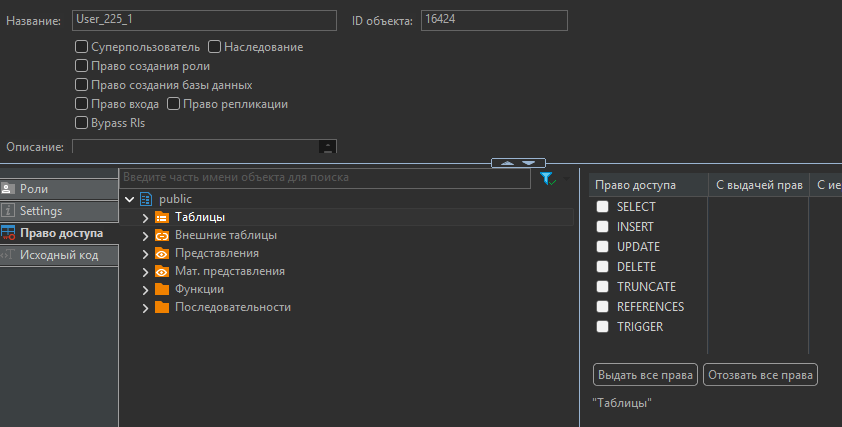 Название: User_225_1 ID объекта: 16424
Суперпользователь Наследование
Право создания роли
Право создания базы данных
Право входа Право репликации
Bypass Rls
Описание:
Введите часть имени объекта для поиска
Роли
Settings
Право доступа
Исходный код
public
Таблицы
Внешние таблицы
Представления
Мат. представления
Функции
Последовательности
Право доступа С выдачей прав С ие
SELECT
INSERT
UPDATE
DELETE
TRUNCATE
REFERENCES
TRIGGER
Выдать все права Отозвать все права
"Таблицы"